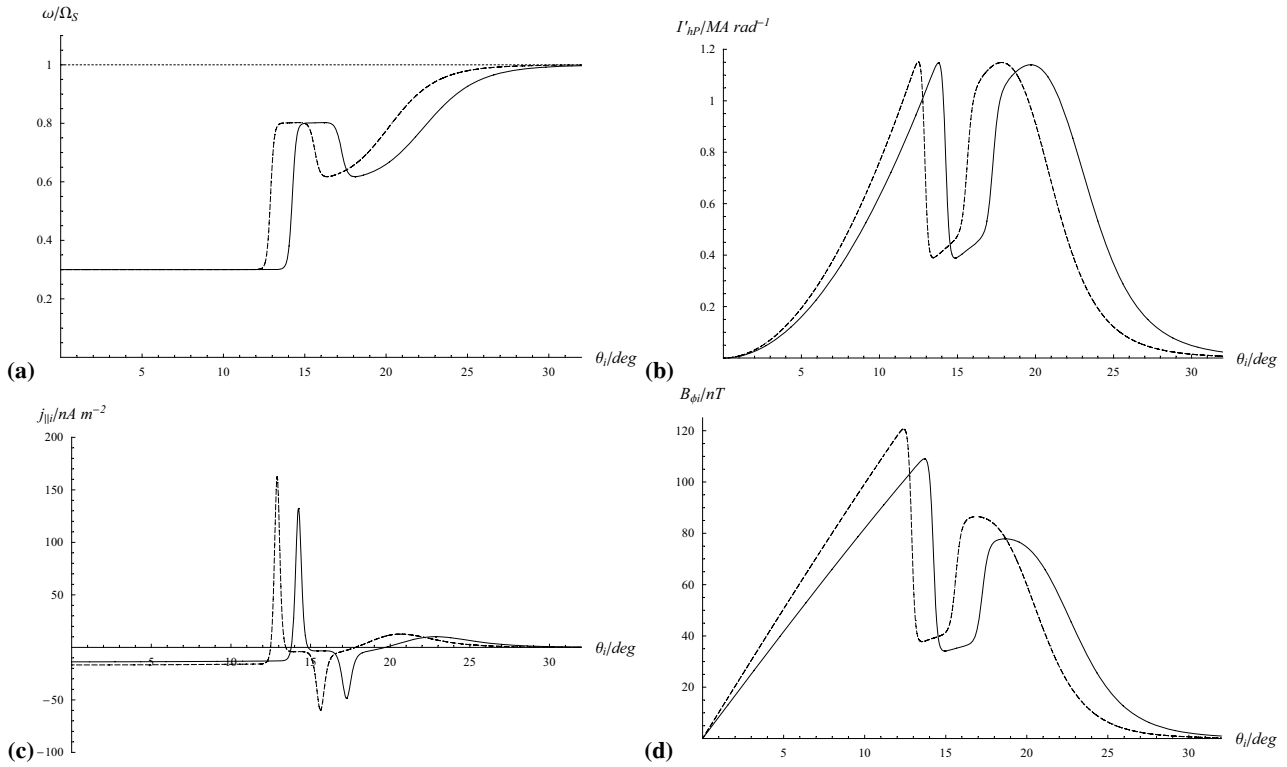 ω/Ω_S
1
0.8
0.6
0.4
0.2
5 10 15 20 25 30
θ_i/deg
(a)
I'_hP/MA rad⁻¹
1.2
1
0.8
0.6
0.4
0.2
5 10 15 20 25 30
θ_i/deg
(b)
j_||i/nA m⁻²
200
150
100
50
5 10 15 20 25 30
θ_i/deg
−50
−100
(c)
B_ϕi/nT
120
100
80
60
40
20
5 10 15 20 25 30
θ_i/deg
(d)